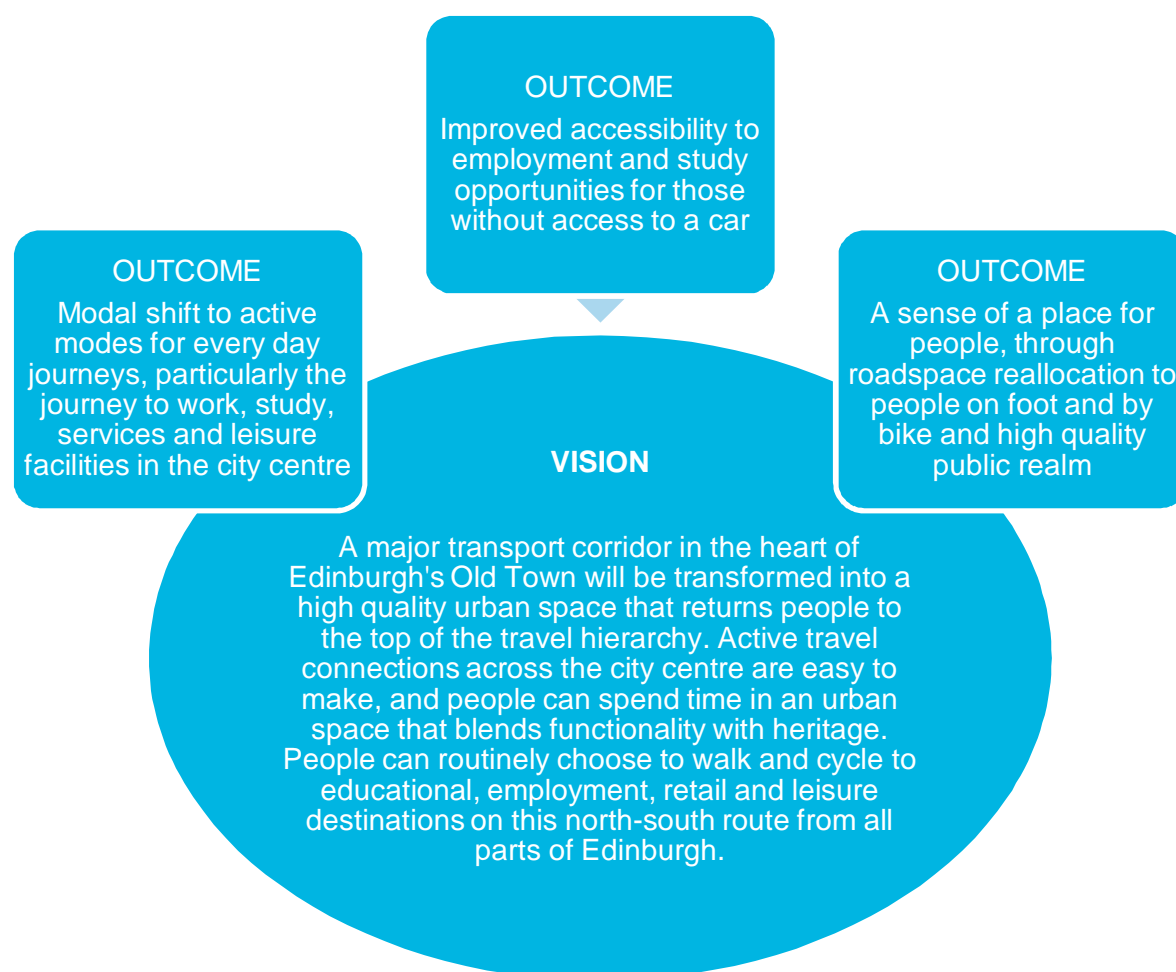 OUTCOME
Improved accessibility to
employment and study
opportunities for those
without access to a car
OUTCOME
Modal shift to active
modes for every day
journeys, particularly the
journey to work, study,
services and leisure
facilities in the city centre
OUTCOME
A sense of a place for
people, through
roadspace reallocation to
people on foot and by
bike and high quality
public realm
VISION
A major transport corridor in the heart of
Edinburgh's Old Town will be transformed into a
high quality urban space that returns people to
the top of the travel hierarchy. Active travel
connections across the city centre are easy to
make, and people can spend time in an urban
space that blends functionality with heritage.
People can routinely choose to walk and cycle to
educational, employment, retail and leisure
destinations on this north-south route from all
parts of Edinburgh.